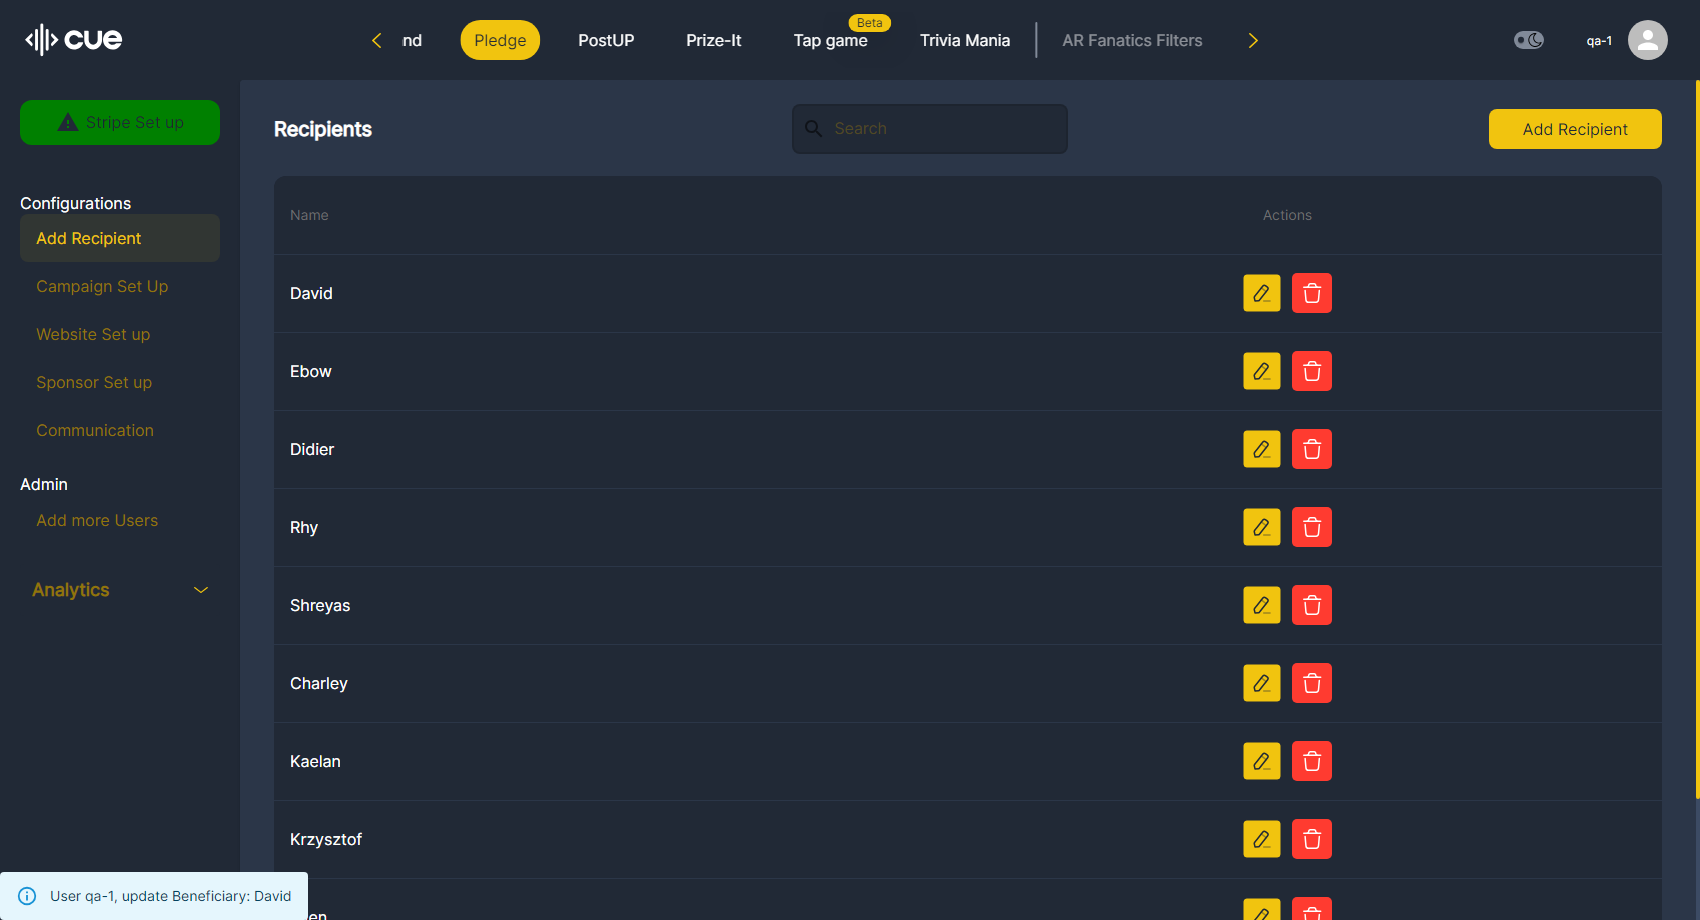 cue
nd
Pledge
PostUP
Prize-It
Tap game
Beta
Trivia Mania
AR Fanatics Filters
qa-1
Stripe Set up
Configurations
Add Recipient
Campaign Set Up
Website Set up
Sponsor Set up
Communication
Admin
Add more Users
Analytics
Recipients
Search
Add Recipient
Name Actions
David
Ebow
Didier
Rhy
Shreyas
Charley
Kaelan
Krzysztof
en
User qa-1, update Beneficiary: David